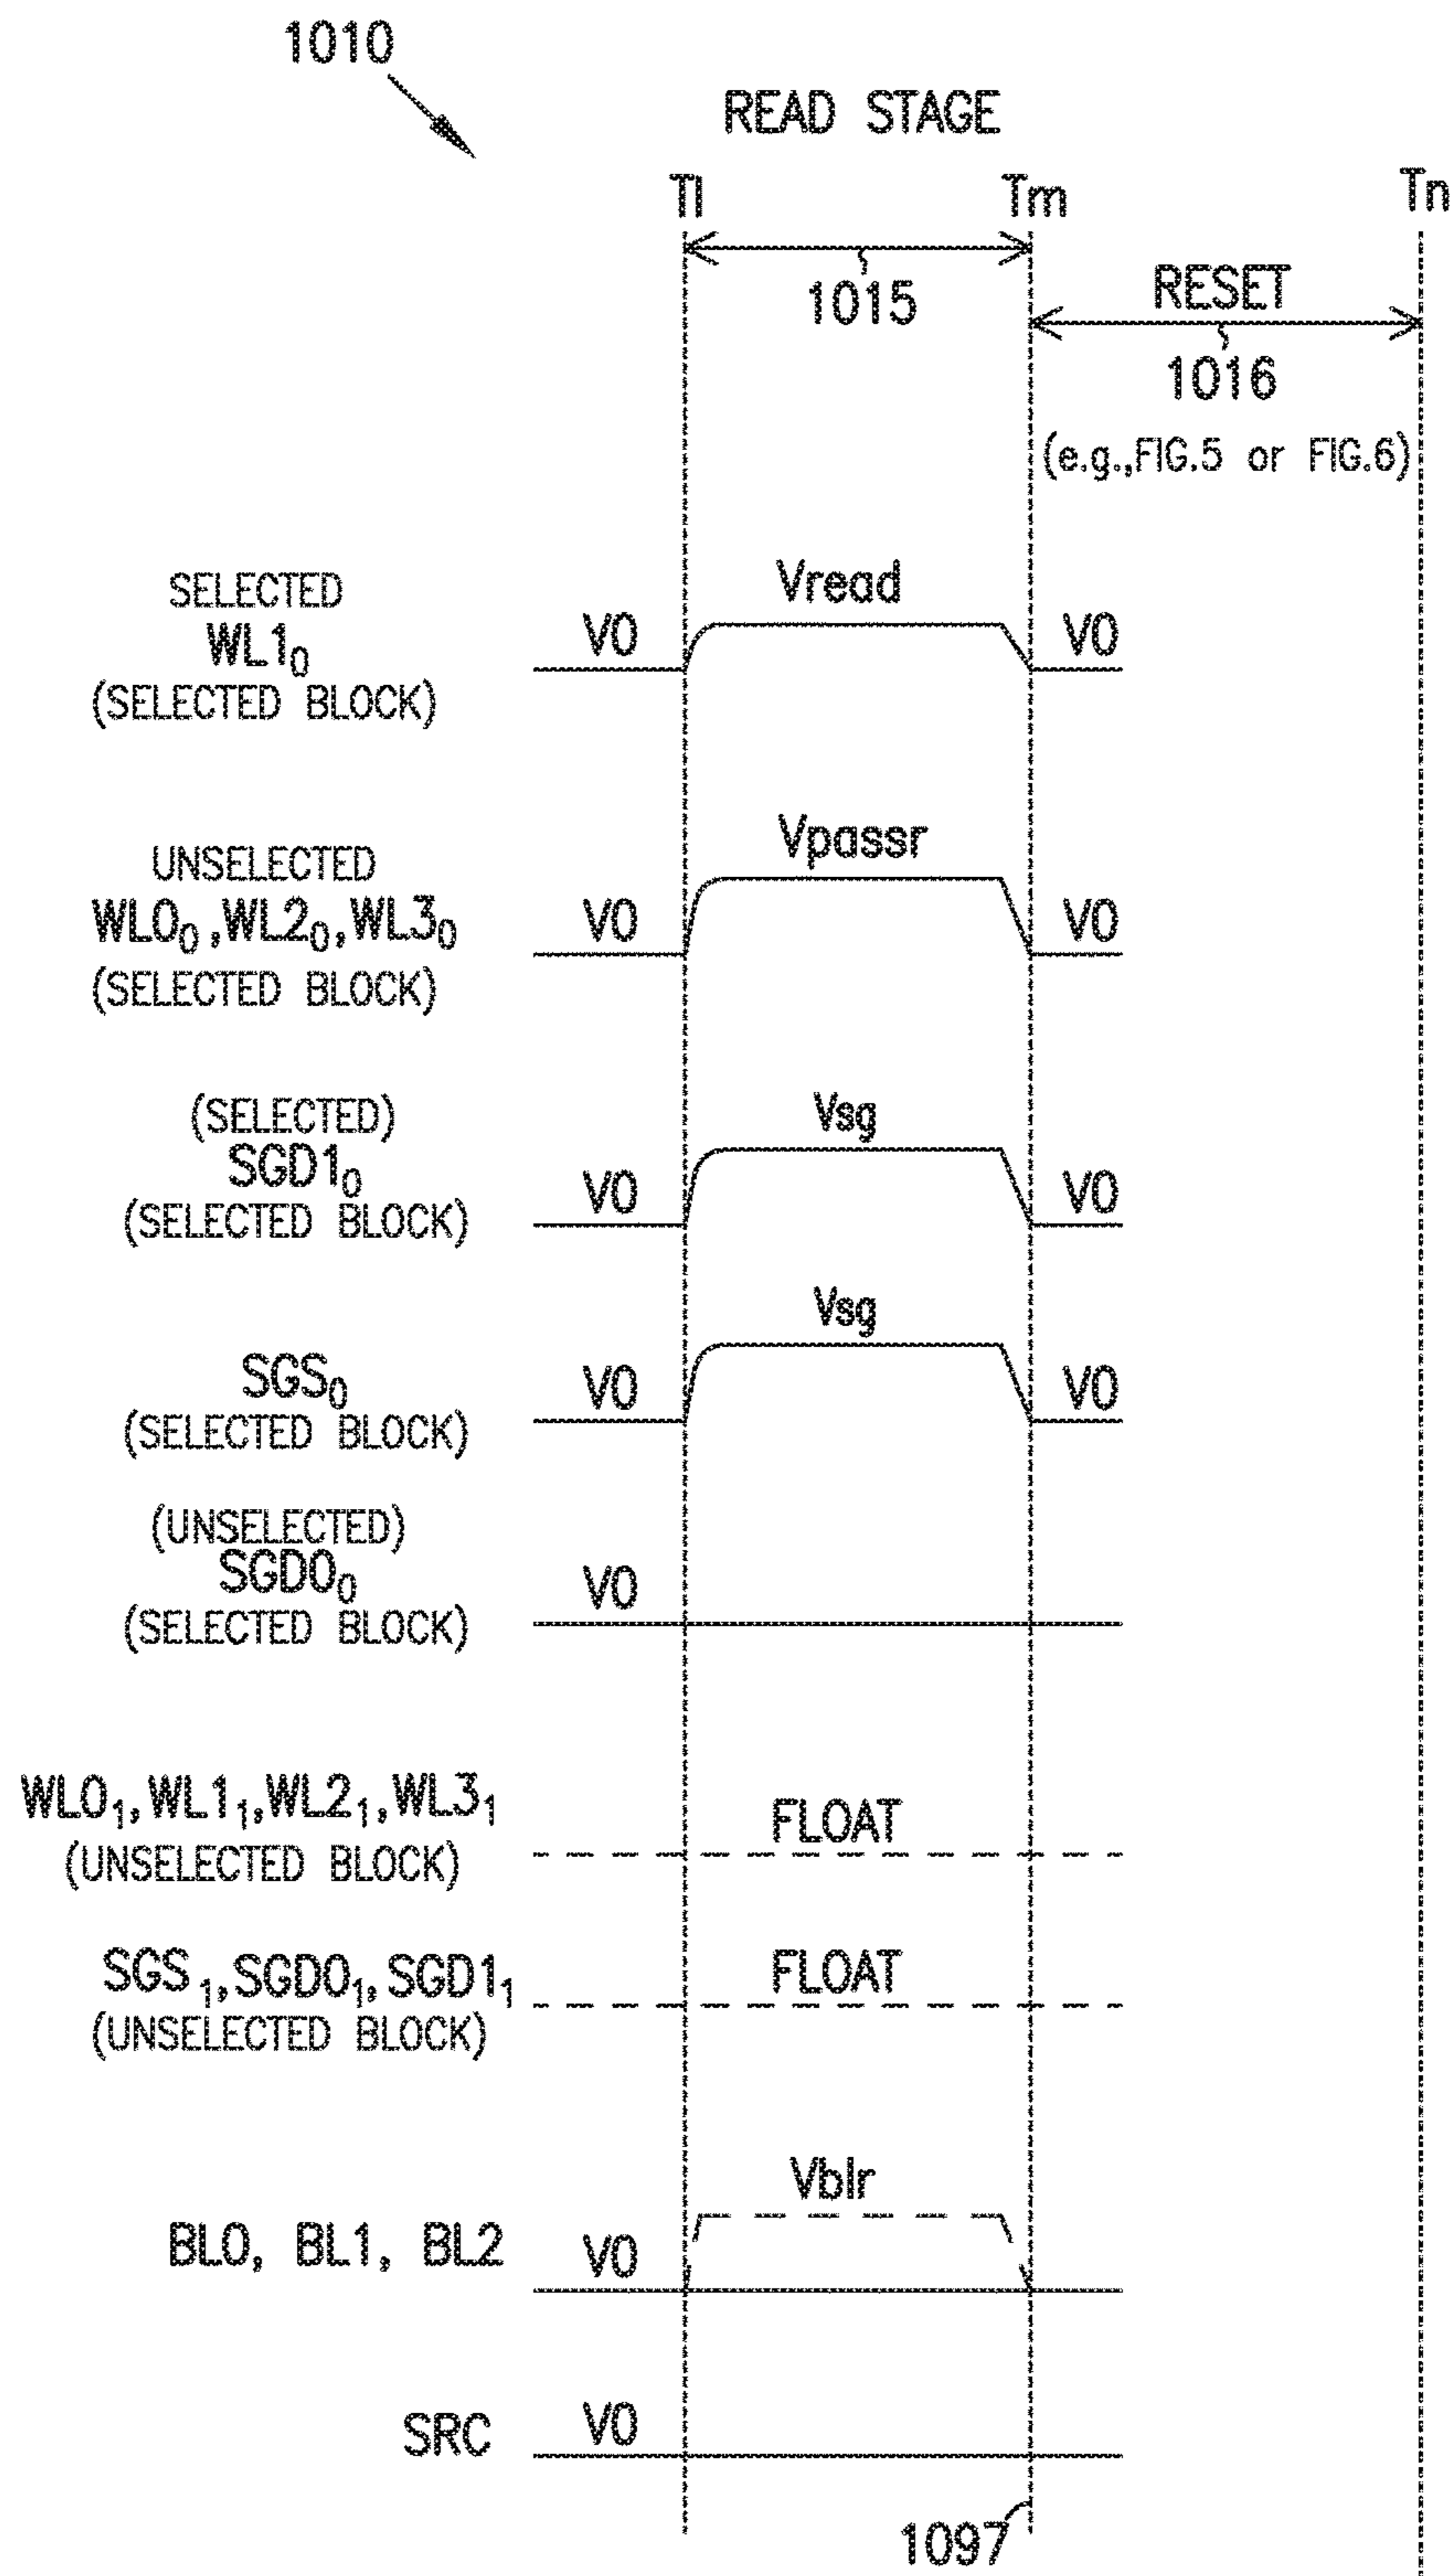 1010
READ STAGE
Tl Tm Tn
1015
RESET
1016
(e.g.,FIG.5 or FIG.6)
Vread
SELECTED
WL1₀ V0 V0
(SELECTED BLOCK)
Vpassr
UNSELECTED
WL0₀,WL2₀,WL3₀ V0 V0
(SELECTED BLOCK)
(SELECTED) Vsg
SGD1₀ V0 V0
(SELECTED BLOCK)
Vsg
SGS₀ V0 V0
(SELECTED BLOCK)
(UNSELECTED)
SGD0₀ V0
(SELECTED BLOCK)
WL0₁,WL1₁,WL2₁,WL3₁ FLOAT
(UNSELECTED BLOCK)
SGS₁,SGD0₁,SGD1₁ FLOAT
(UNSELECTED BLOCK)
Vblr
BL0, BL1, BL2 V0
SRC V0
1097